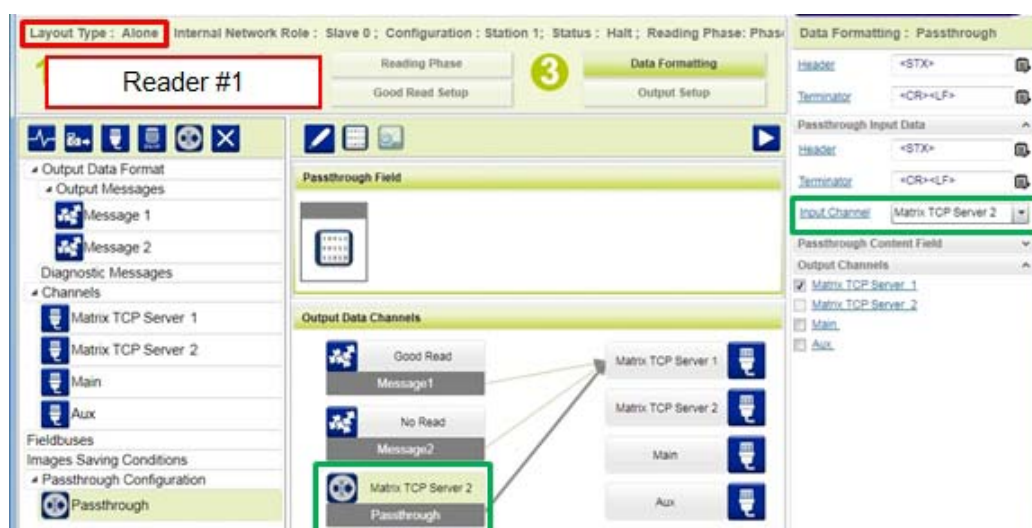 Layout Type : Alone Internal Network Role : Slave 0 ; Configuration : Station 1; Status : Halt ; Reading Phase: Phas
Reader #1
Reading Phase
Good Read Setup
3
Data Formatting
Output Setup
Output Data Format
Output Messages
Message 1
Message 2
Diagnostic Messages
Channels
Matrix TCP Server 1
Matrix TCP Server 2
Main
Aux
Fieldbuses
Images Saving Conditions
Passthrough Configuration
Passthrough
Passthrough Field
Output Data Channels
Good Read
Message1
No Read
Message2
Matrix TCP Server 2
Passthrough
Matrix TCP Server 1
Matrix TCP Server 2
Main
Aux
Data Formatting : Passthrough
Header <STX>
Terminator <CR><LF>
Passthrough Input Data
Header <STX>
Terminator <CR><LF>
Input Channel Matrix TCP Server 2
Passthrough Content Field
Output Channels
Matrix TCP Server 1
Matrix TCP Server 2
Main
Aux